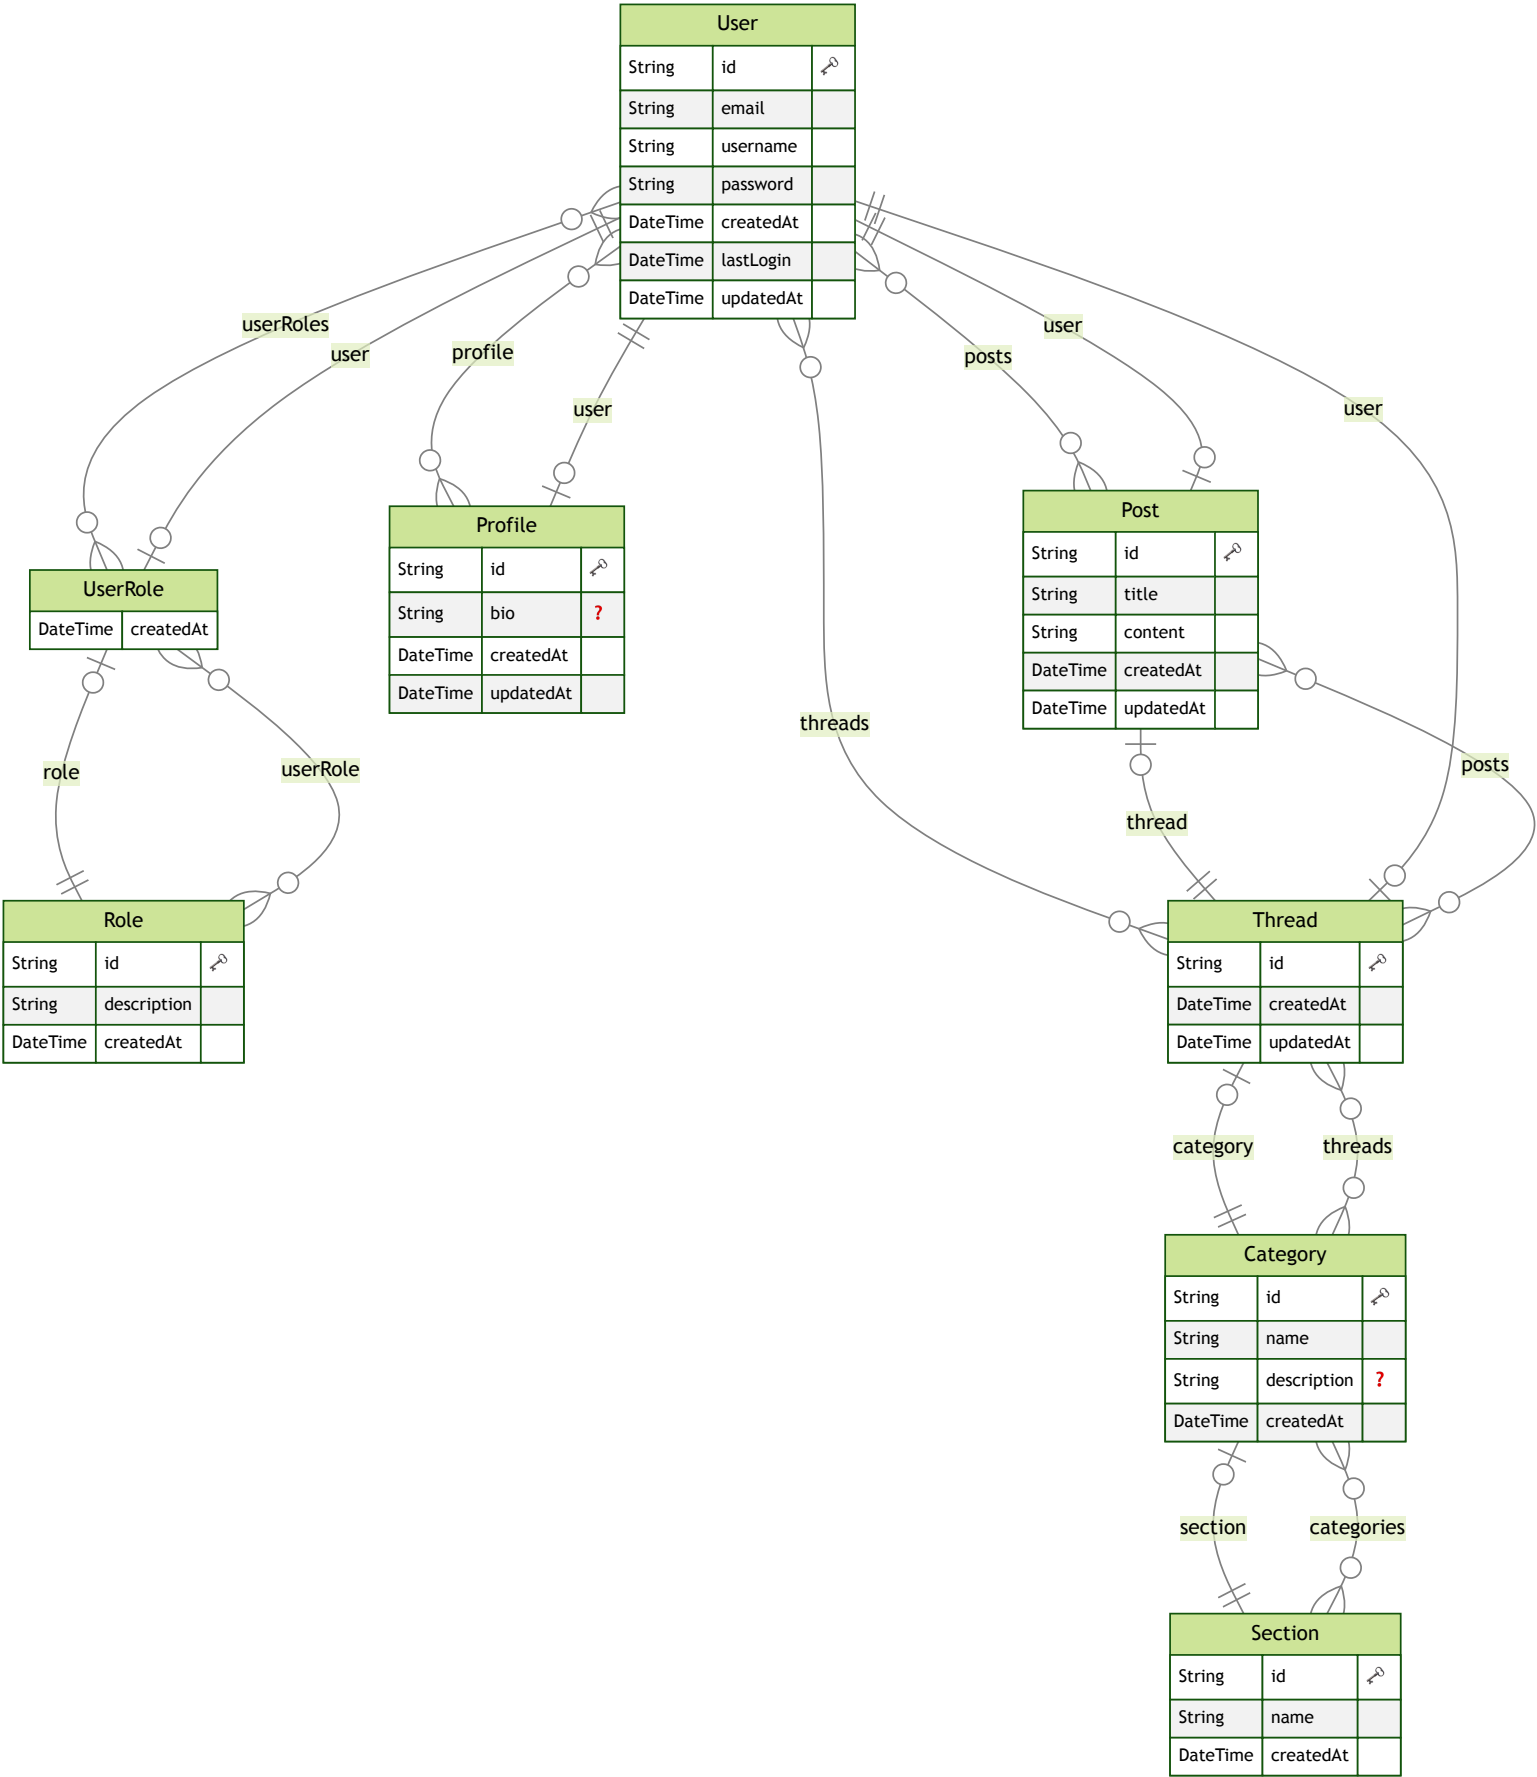 User
String id
String email
String username
String password
DateTime createdAt
DateTime lastLogin
DateTime updatedAt
userRoles
user
profile
user
posts
user
user
threads
UserRole
DateTime createdAt
Profile
String id
String bio ?
DateTime createdAt
DateTime updatedAt
Post
String id
String title
String content
DateTime createdAt
DateTime updatedAt
role
userRole
thread
posts
Role
String id
String description
DateTime createdAt
Thread
String id
DateTime createdAt
DateTime updatedAt
category
threads
Category
String id
String name
String description ?
DateTime createdAt
section
categories
Section
String id
String name
DateTime createdAt